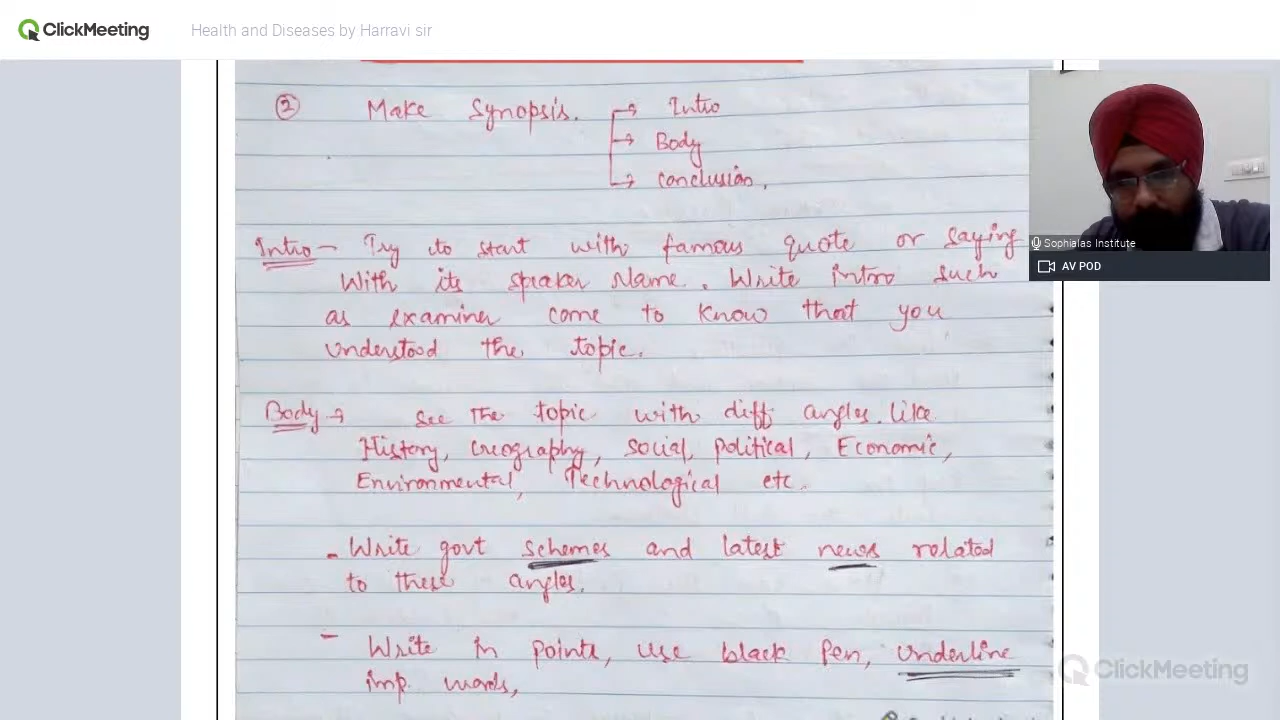 ClickMeeting
Health and Diseases by Harravi sir
② Make Synopsis. → Intro
→ Body
→ conclusion.
Intro - Try to start with famous quote or saying
With its speaker Name. Write intro such
as examiner come to know that you
understood the topic.
Body → see the topic with diff angles. like
History, Geography, social, political, Economic,
Environmental, Technological etc.
- Write govt schemes and latest news related
to these angles.
- Write in points, use black pen, underline
imp. words,
Sophialas Institute
AV POD
ClickMeeting